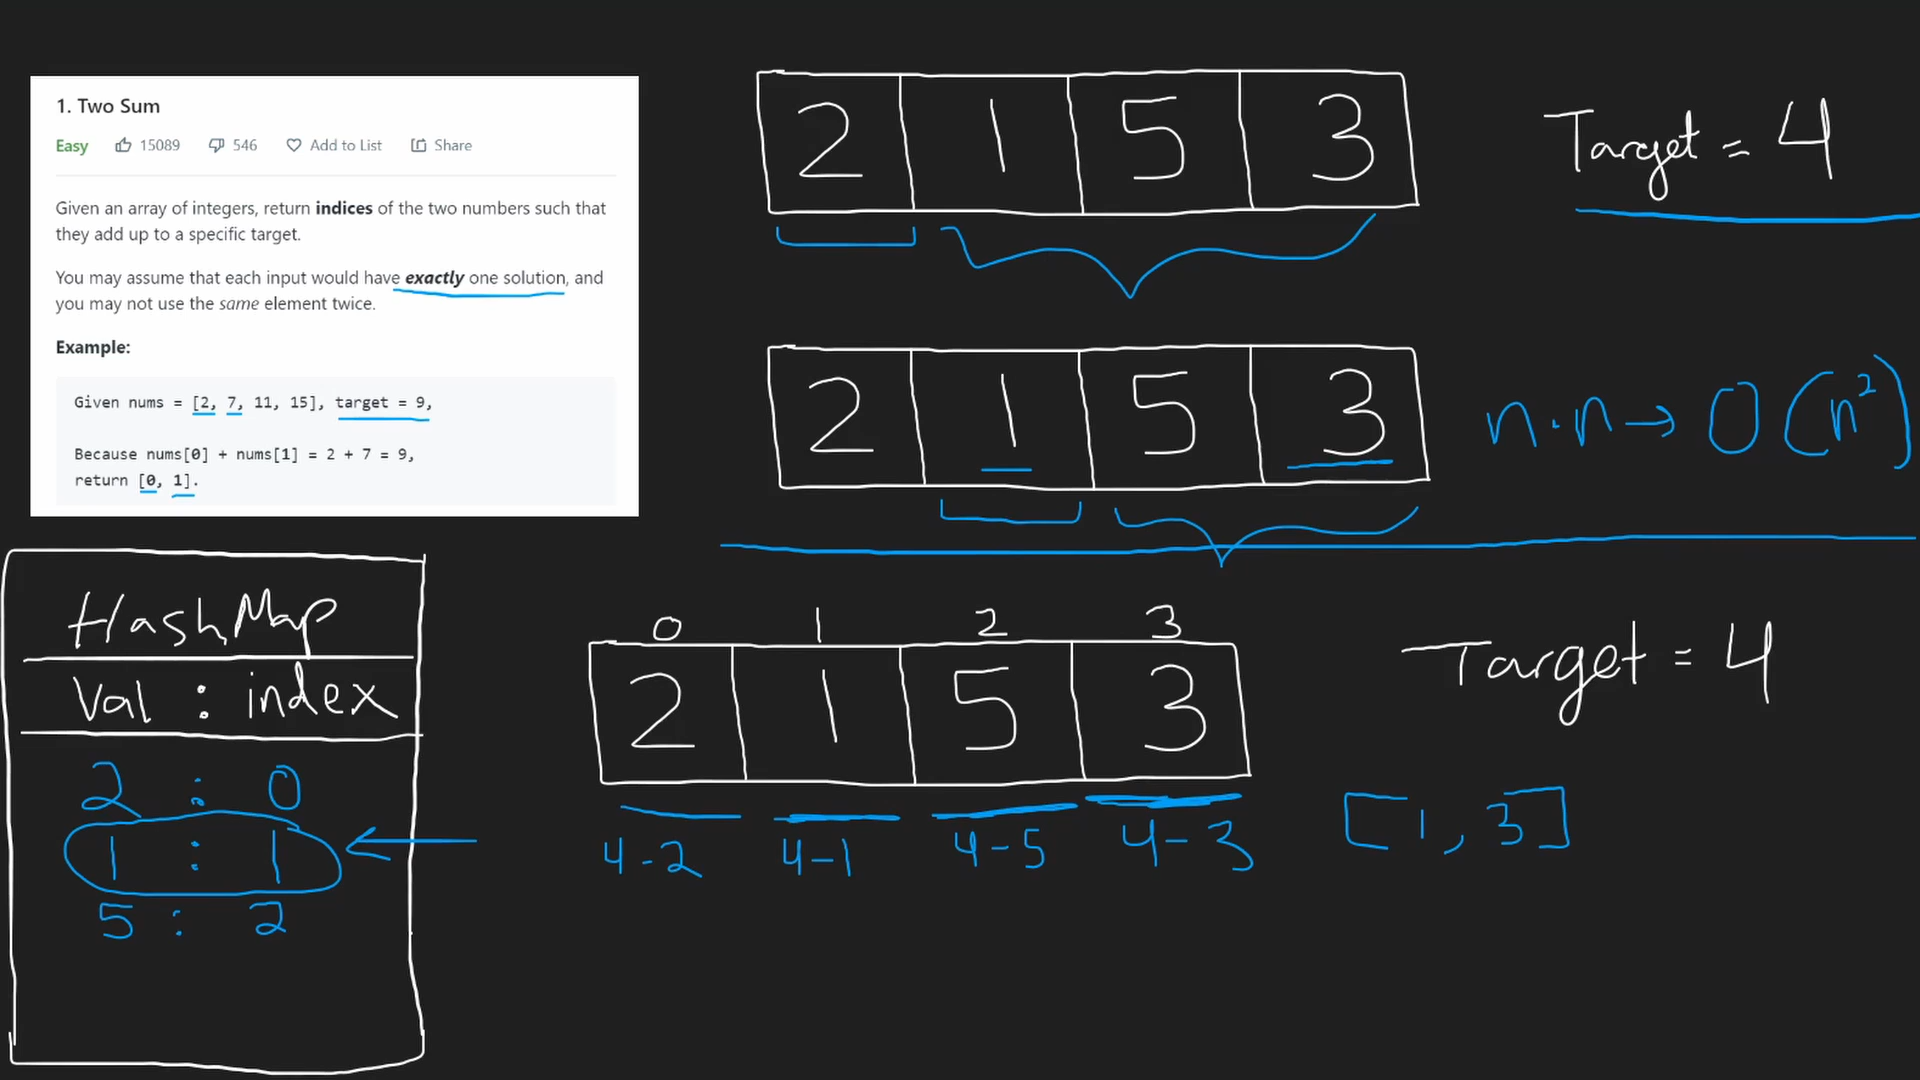 1. Two Sum
Easy 15089 546 Add to List Share
Given an array of integers, return indices of the two numbers such that
they add up to a specific target.
You may assume that each input would have exactly one solution, and
you may not use the same element twice.
Example:
Given nums = [2, 7, 11, 15], target = 9,
Because nums[0] + nums[1] = 2 + 7 = 9,
return [0, 1].
2 1 5 3
Target = 4
2 1 5 3
n.n→ O(n²)
HashMap
Val : index
2 : 0
1 : 1
5 : 2
0 1 2 3
2 1 5 3
4-2 4-1 4-5 4-3
Target = 4
[1, 3]